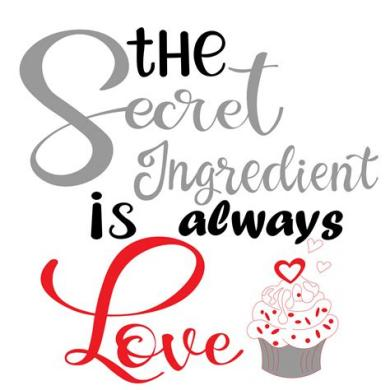 the
Secret
Ingredient
is always
Love